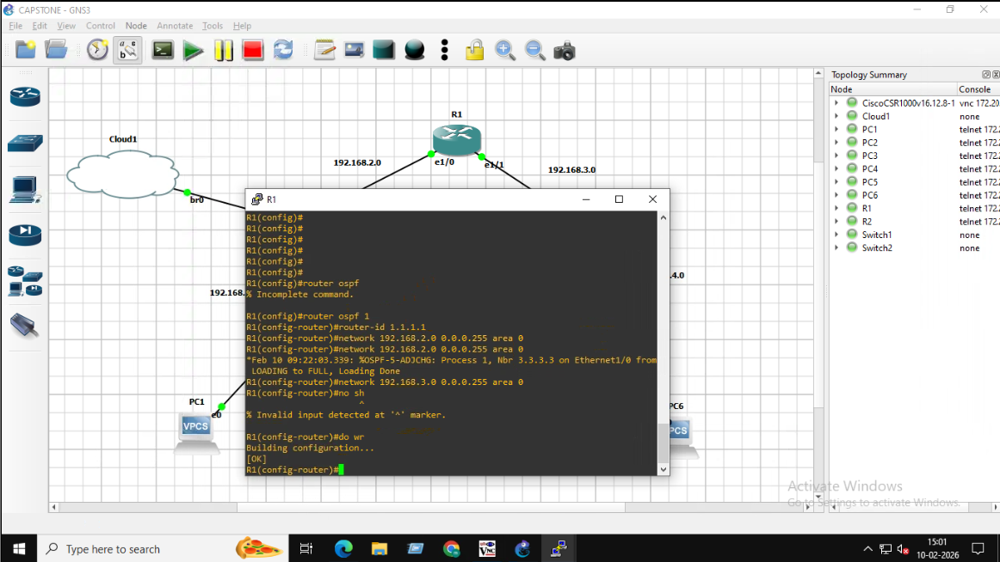 CAPSTONE - GNS3
File Edit View Control Node Annotate Tools Help
Topology Summary
Node Console
CiscoCSR1000v16.12.8-1 vnc 172.20
Cloud1 none
PC1 telnet 172.2
PC2 telnet 172.2
PC3 telnet 172.2
PC4 telnet 172.2
PC5 telnet 172.2
PC6 telnet 172.2
R1 telnet 172.2
R2 telnet 172.2
Switch1 none
Switch2 none
R1
Cloud1
192.168.2.0
e1/0
e1/1
192.168.3.0
br0
R1
R1(config)#
R1(config)#
R1(config)#
R1(config)#
R1(config)#
R1(config)#
R1(config)#router ospf
% Incomplete command.
R1(config)#router ospf 1
R1(config-router)#router-id 1.1.1.1
R1(config-router)#network 192.168.2.0 0.0.0.255 area 0
R1(config-router)#network 192.168.2.0 0.0.0.255 area 0
*Feb 10 09:22:03.339: %OSPF-5-ADJCHG: Process 1, Nbr 3.3.3.3 on Ethernet1/0 from
LOADING to FULL, Loading Done
R1(config-router)#network 192.168.3.0 0.0.0.255 area 0
R1(config-router)#no sh
^
% Invalid input detected at '^' marker.
R1(config-router)#do wr
Building configuration...
[OK]
R1(config-router)#
192.168.
.4.0
PC1
e0
VPCS
PC6
PCS
Activate Windows
Go to Settings to activate Windows.
Type here to search
VNC
15:01
10-02-2026